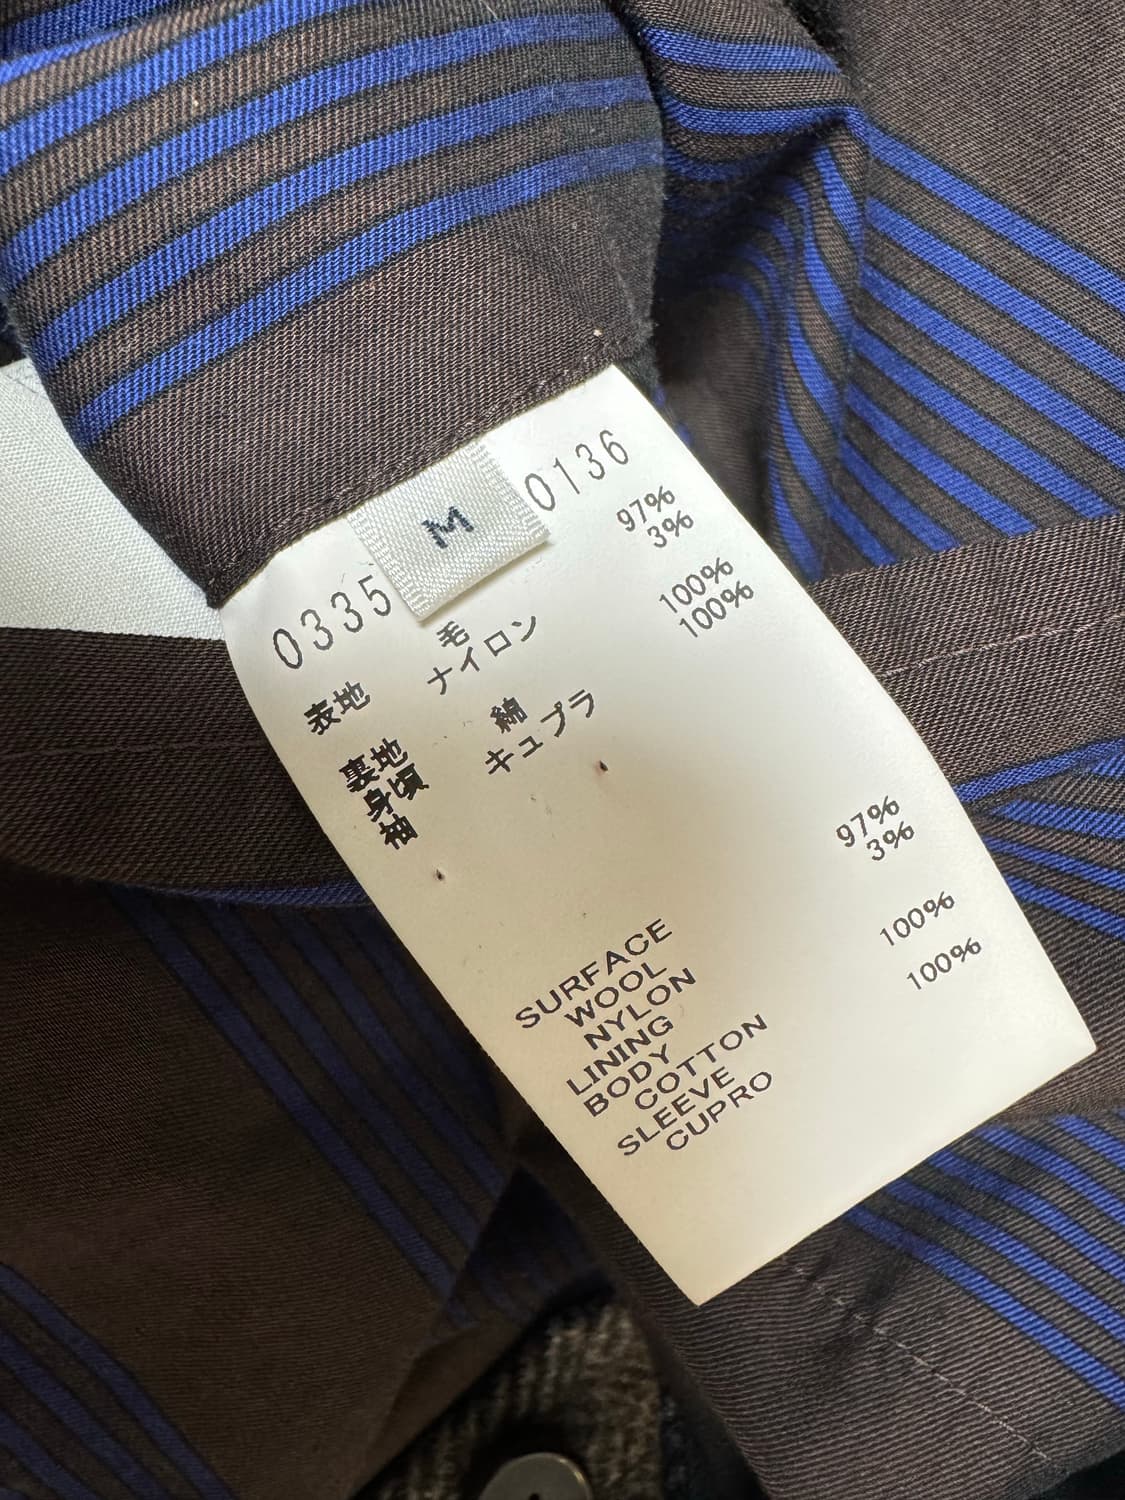 M
0335 0136
表地 毛 97%
ナイロン 3%
裏地
身頃 綿 100%
袖 キュプラ 100%
SURFACE
WOOL 97%
NYLON 3%
LINING
BODY
COTTON 100%
SLEEVE
CUPRO 100%